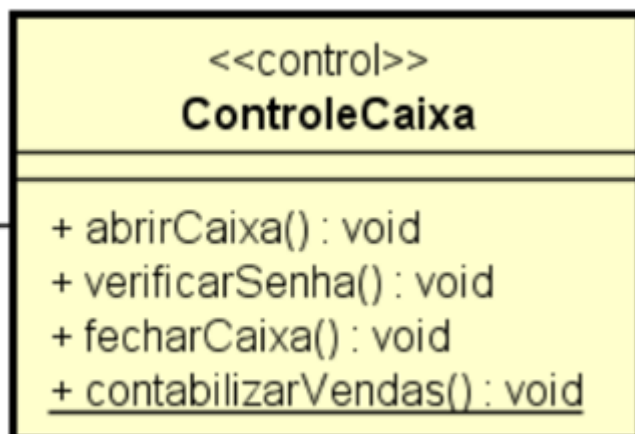 <<control>>
ControleCaixa
+ abrirCaixa() : void
+ verificarSenha() : void
+ fecharCaixa() : void
+ contabilizarVendas() : void